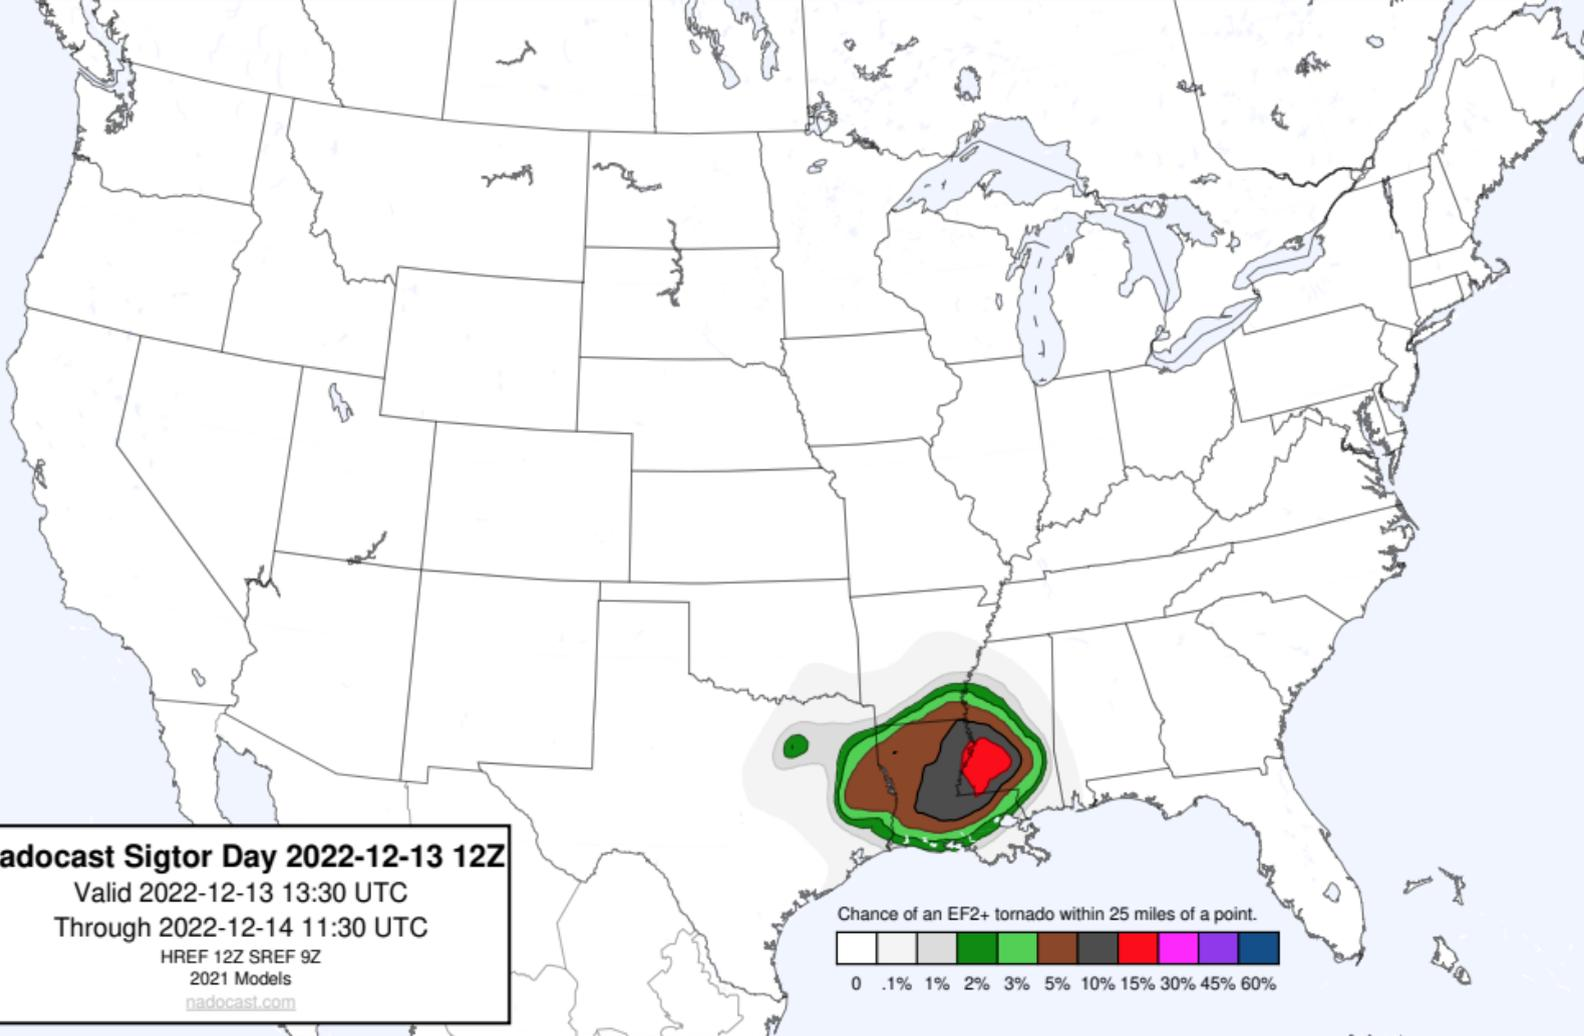 adocast Sigtor Day 2022-12-13 12Z
Valid 2022-12-13 13:30 UTC
Through 2022-12-14 11:30 UTC
HREF 12Z SREF 9Z
2021 Models
nadocast.com
Chance of an EF2+ tornado within 25 miles of a point.
0 .1% 1% 2% 3% 5% 10% 15% 30% 45% 60%